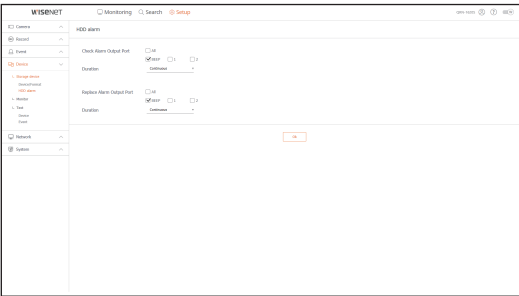 WISENET
Monitoring Search Setup
Camera
Record
Event
Device
Storage device
Device/Format
HDD alarm
Monitor
Text
Device
Event
Network
System
HDD alarm
Check Alarm Output Port All
BEEP 1 2
Duration Continuous
Replace Alarm Output Port All
BEEP 1 2
Duration Continuous
Ok